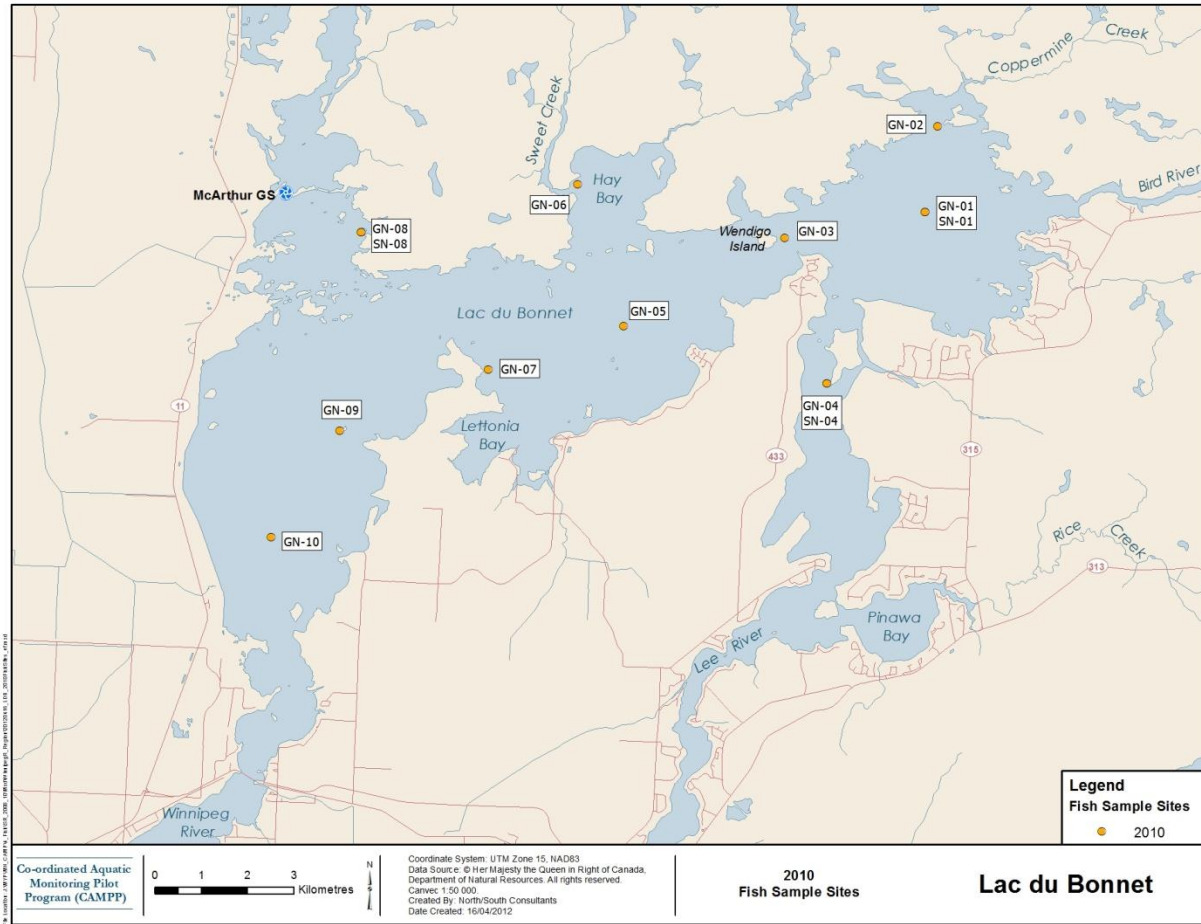 Coppermine
Creek
GN-02
Sweet Creek
Hay
Bay
McArthur GS
GN-06
Bird River
GN-01
SN-01
GN-08
SN-08
Wendigo
Island
GN-03
Lac du Bonnet
GN-05
GN-07
11
GN-09
GN-04
SN-04
Lettonia
Bay
433
315
GN-10
Rice
Creek
313
Pinawa
Bay
Lee River
Winnipeg
River
Legend
Fish Sample Sites
2010
Co-ordinated Aquatic
Monitoring Pilot
Program (CAMPP)
0 1 2 3
Kilometres
N
Coordinate System: UTM Zone 15, NAD83
Data Source: © Her Majesty the Queen in Right of Canada,
Department of Natural Resources. All rights reserved.
Canvec 1:50 000.
Created By: North/South Consultants
Date Created: 16/04/2012
2010
Fish Sample Sites
Lac du Bonnet